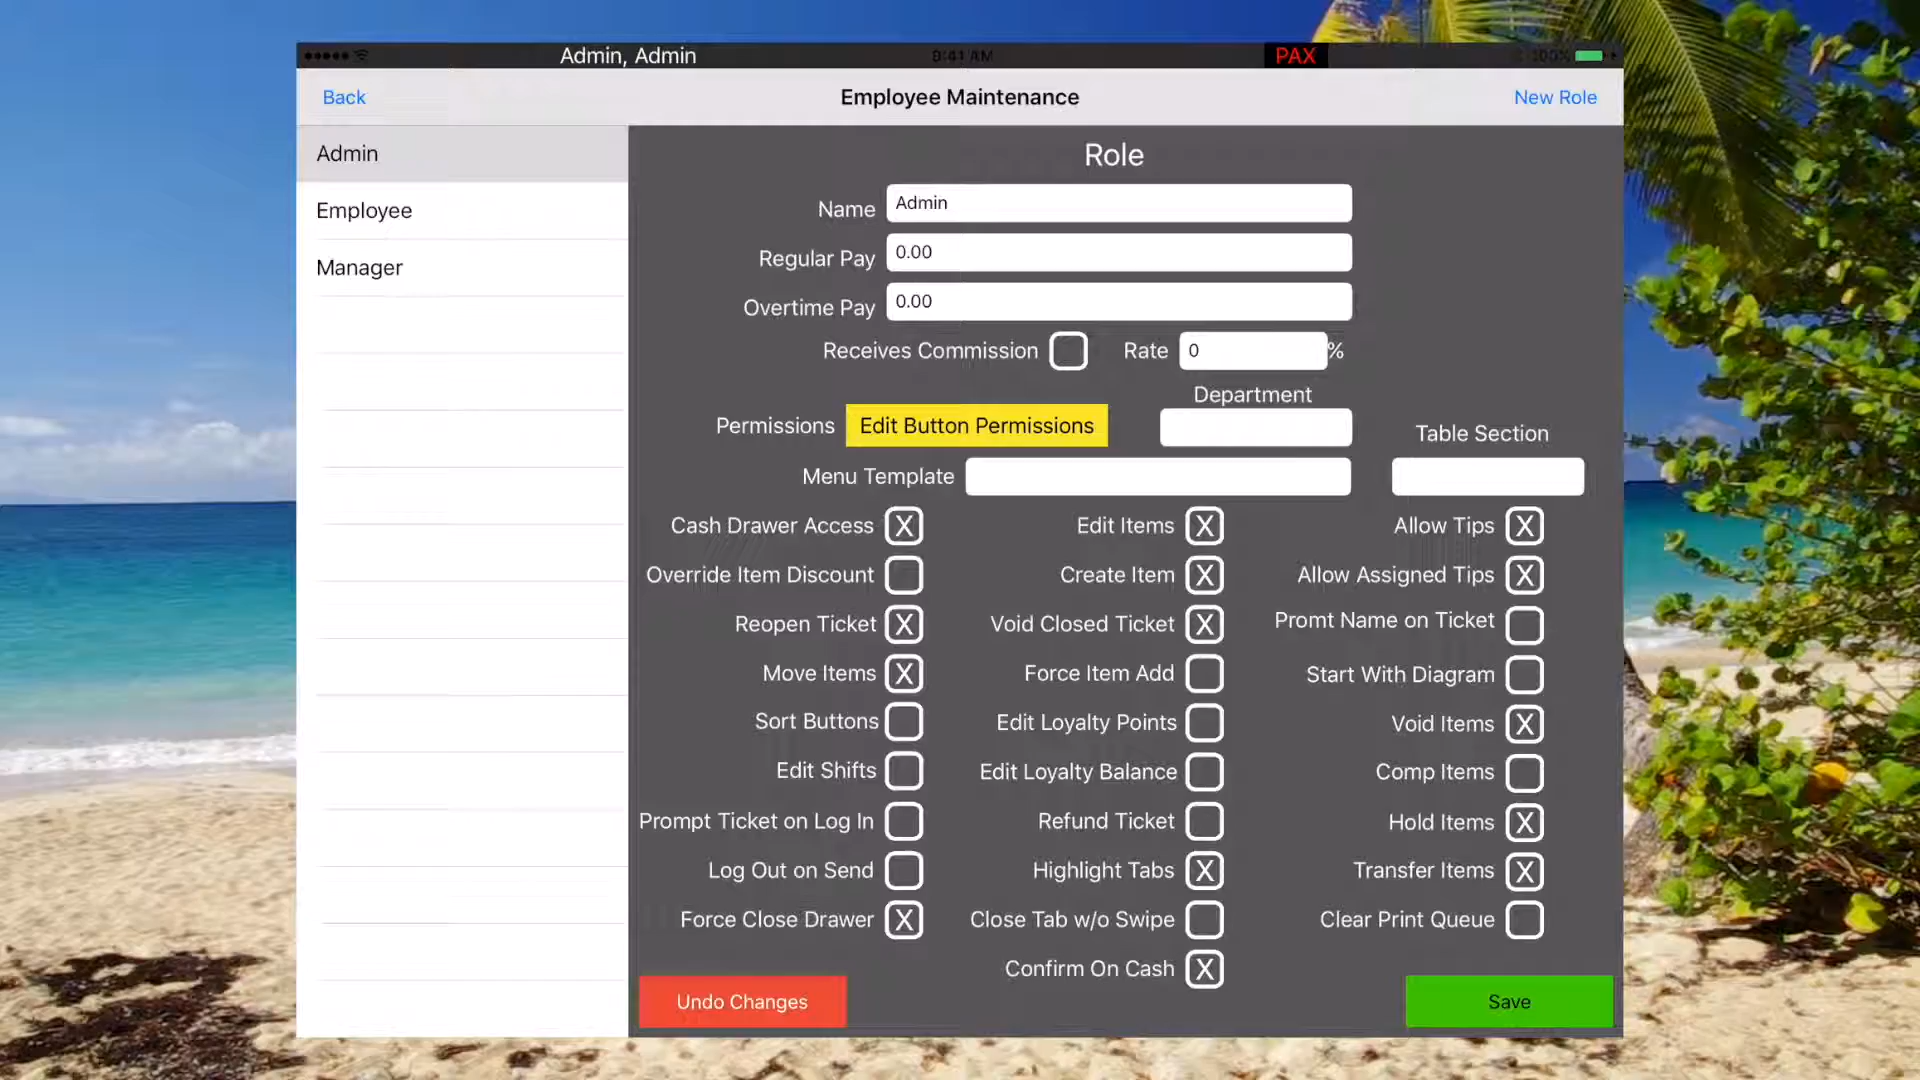 Admin, Admin 9:41 AM PAX 100%
Back Employee Maintenance New Role
Admin
Employee
Manager
Role
Name Admin
Regular Pay 0.00
Overtime Pay 0.00
Receives Commission Rate 0 %
Department
Permissions Edit Button Permissions
Table Section
Menu Template
Cash Drawer Access X Edit Items X Allow Tips X
Override Item Discount Create Item X Allow Assigned Tips X
Reopen Ticket X Void Closed Ticket X Promt Name on Ticket
Move Items X Force Item Add Start With Diagram
Sort Buttons Edit Loyalty Points Void Items X
Edit Shifts Edit Loyalty Balance Comp Items
Prompt Ticket on Log In Refund Ticket Hold Items X
Log Out on Send Highlight Tabs X Transfer Items X
Force Close Drawer X Close Tab w/o Swipe Clear Print Queue
Confirm On Cash X
Undo Changes Save